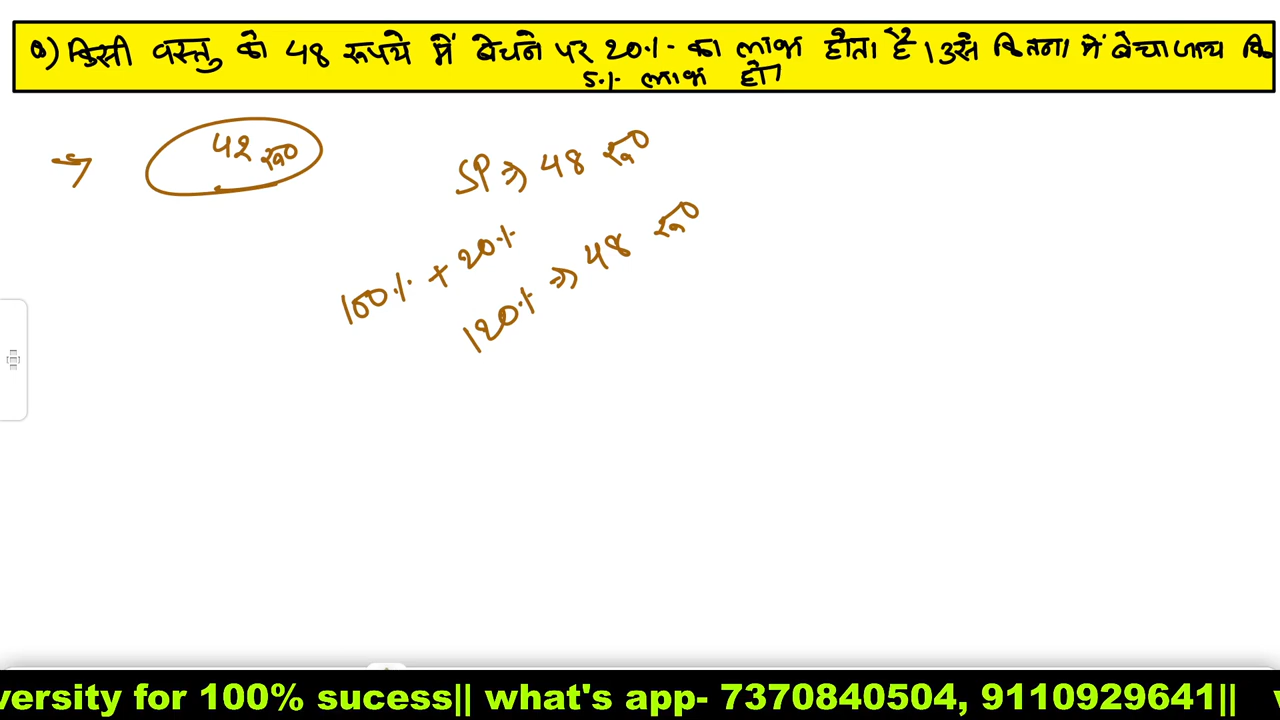 Q) किसी वस्तु को 48 रूपये में बेचने पर 20% का लाभ होता है। उसे कितना में बेचा जाय कि
5% लाभ हो।
→ 42 रू०
SP ⇒ 48 रू०
100% + 20%
120% ⇒ 48 रू०
versity for 100% sucess|| what's app- 7370840504, 9110929641||